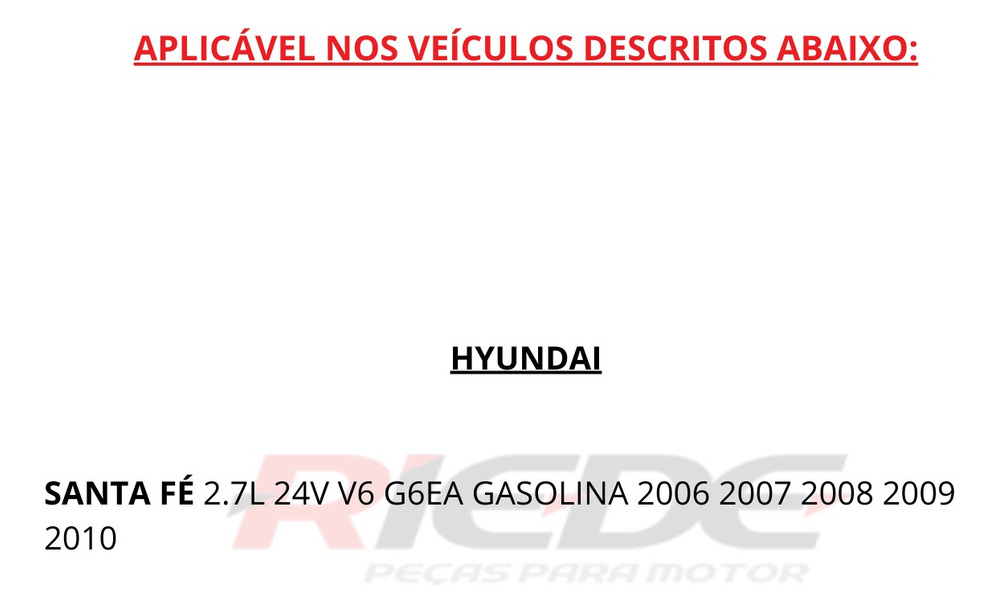 APLICÁVEL NOS VEÍCULOS DESCRITOS ABAIXO:
HYUNDAI
SANTA FÉ 2.7L 24V V6 G6EA GASOLINA 2006 2007 2008 2009
2010
RIEDE
PEÇAS PARA MOTOR